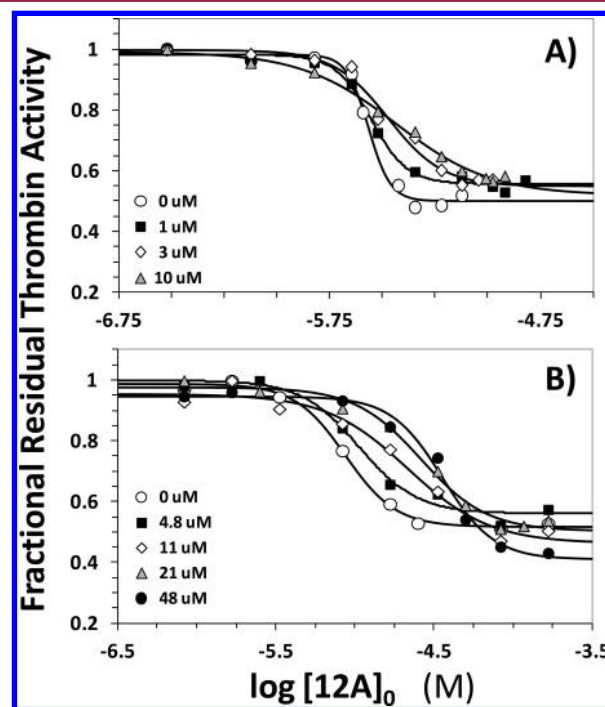 Fractional Residual Thrombin Activity
A)
1
0.8
0.6
0.4
0.2
0 uM
1 uM
3 uM
10 uM
-6.75 -5.75 -4.75
B)
1
0.8
0.6
0.4
0.2
0 uM
4.8 uM
11 uM
21 uM
48 uM
-6.5 -5.5 -4.5 -3.5
log [12A]₀ (M)